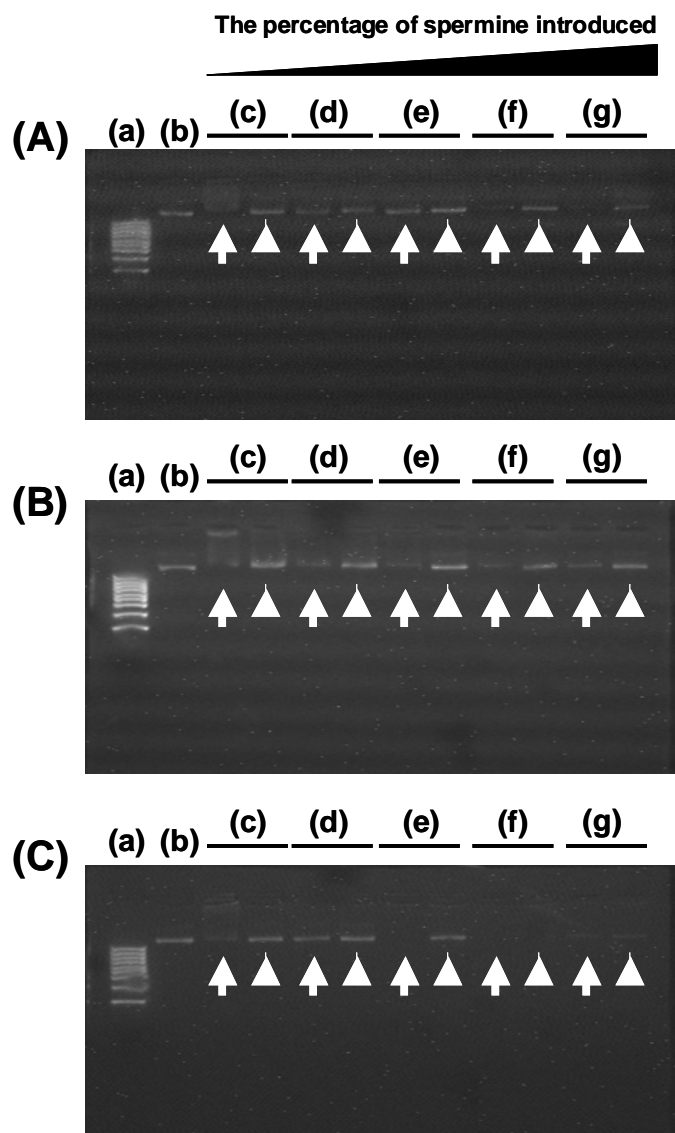 The percentage of spermine introduced
(A)
(a) (b) (c) (d) (e) (f) (g)
(B)
(a) (b) (c) (d) (e) (f) (g)
(C)
(a) (b) (c) (d) (e) (f) (g)